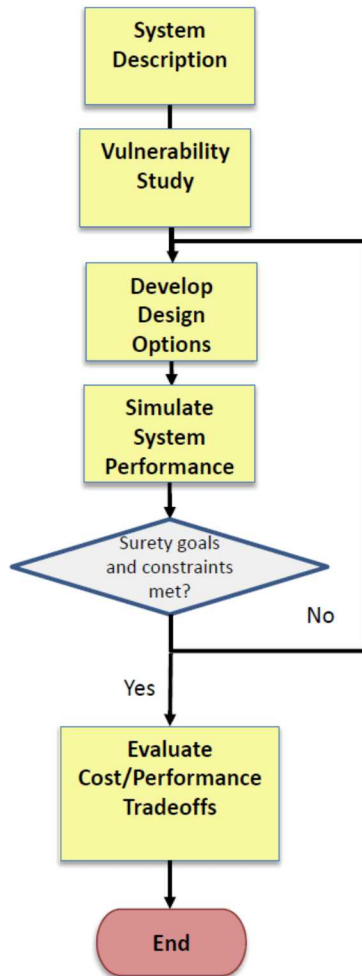 System
Description
Vulnerability
Study
Develop
Design
Options
Simulate
System
Performance
Surety goals
and constraints
met?
No
Yes
Evaluate
Cost/Performance
Tradeoffs
End